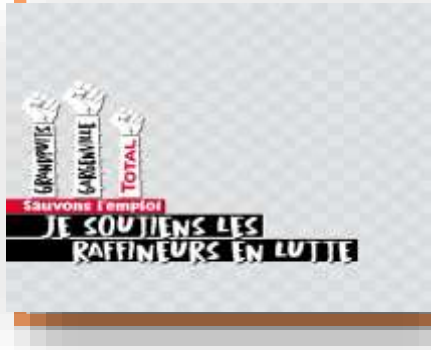 GRANDPUITS
GARGENVILLE
TOTAL
Sauvons l'emploi
JE SOUTIENS LES
RAFFINEURS EN LUTTE